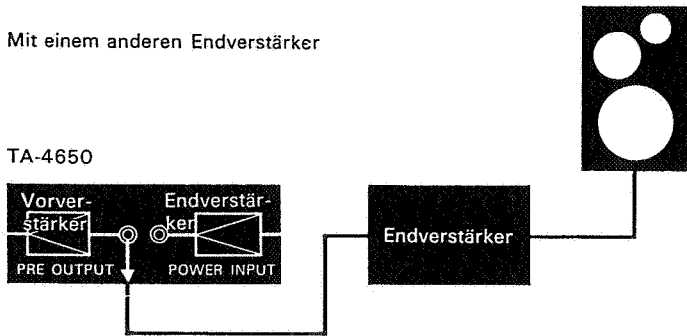 Mit einem anderen Endverstärker
TA-4650
Vorver-
stärker
Endverstär-
ker
PRE OUTPUT
POWER INPUT
Endverstärker